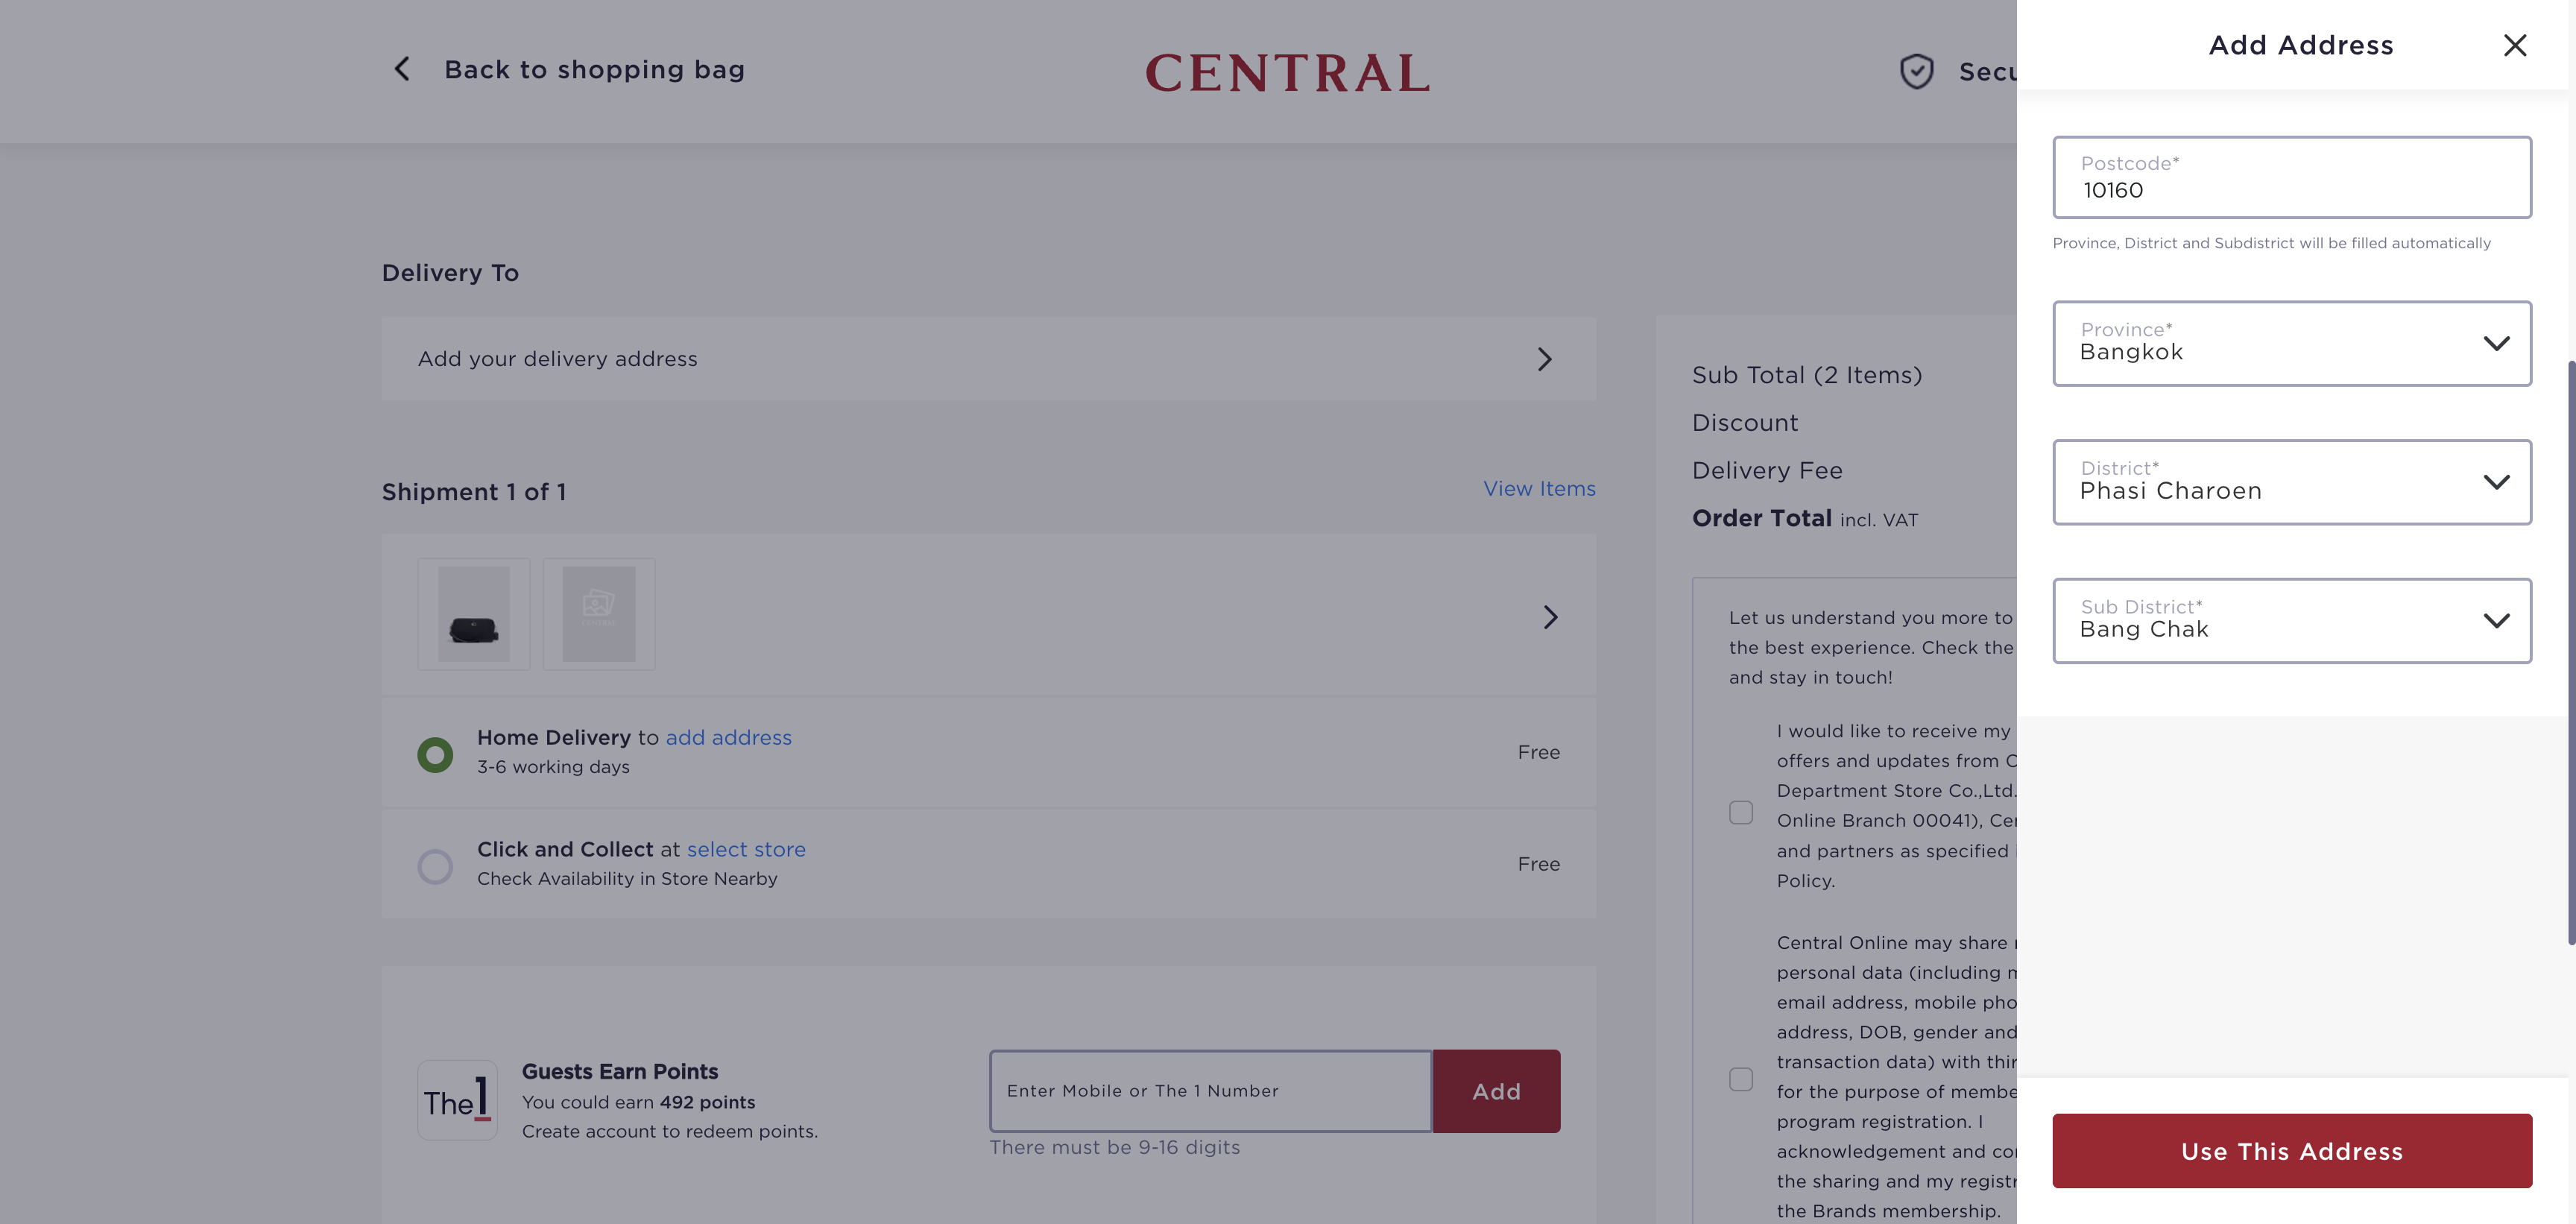 Back to shopping bag
CENTRAL
Secu
Delivery To
Add your delivery address
Shipment 1 of 1
View Items
CENTRAL
Home Delivery to add address
3-6 working days
Free
Click and Collect at select store
Check Availability in Store Nearby
Free
The 1
Guests Earn Points
You could earn 492 points
Create account to redeem points.
Enter Mobile or The 1 Number
Add
There must be 9-16 digits
Sub Total (2 Items)
Discount
Delivery Fee
Order Total incl. VAT
Let us understand you more to
the best experience. Check the
and stay in touch!
I would like to receive my
offers and updates from C
Department Store Co.,Ltd.
Online Branch 00041), Cen
and partners as specified i
Policy.
Central Online may share
personal data (including m
email address, mobile pho
address, DOB, gender and
transaction data) with thir
for the purpose of membe
program registration. I
acknowledgement and co
the sharing and my registr
the Brands membership.
Add Address
Postcode*
10160
Province, District and Subdistrict will be filled automatically
Province*
Bangkok
District*
Phasi Charoen
Sub District*
Bang Chak
Use This Address